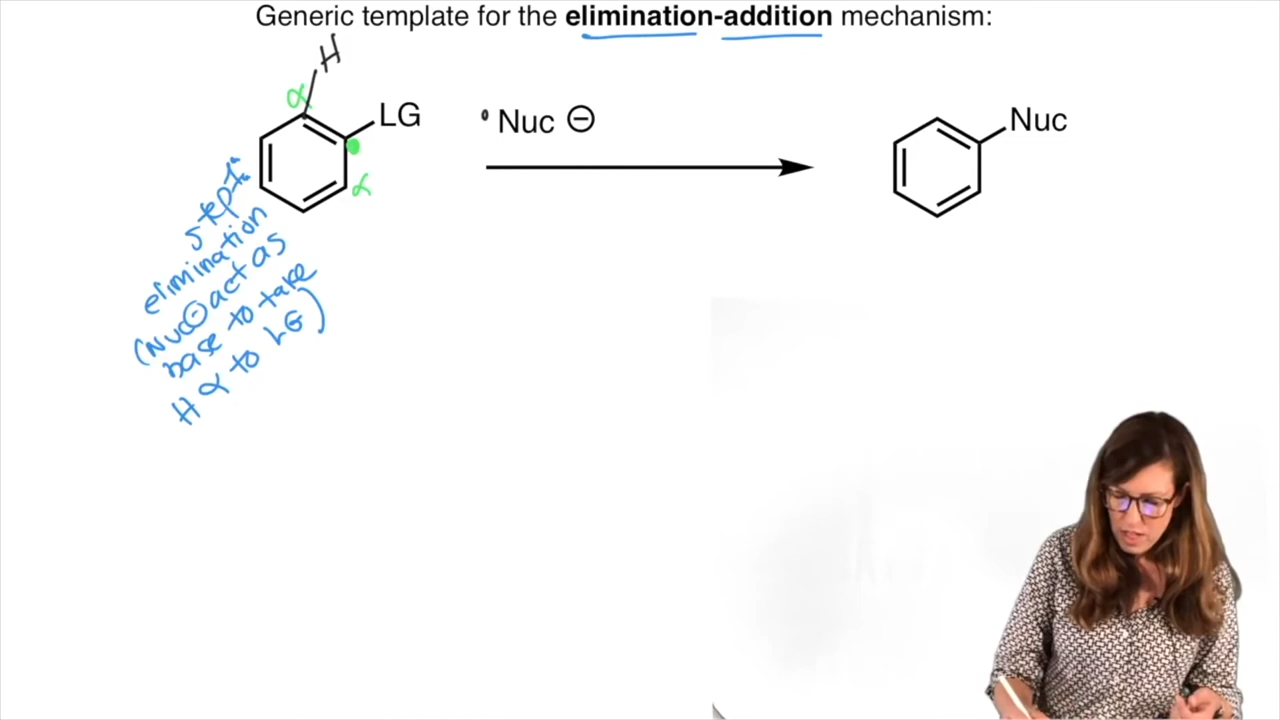 Generic template for the elimination-addition mechanism:
H
α
LG
Nuc ⊖
Nuc
α
step 1:
elimination
(Nuc⊖ act as
base to take
H α to LG)